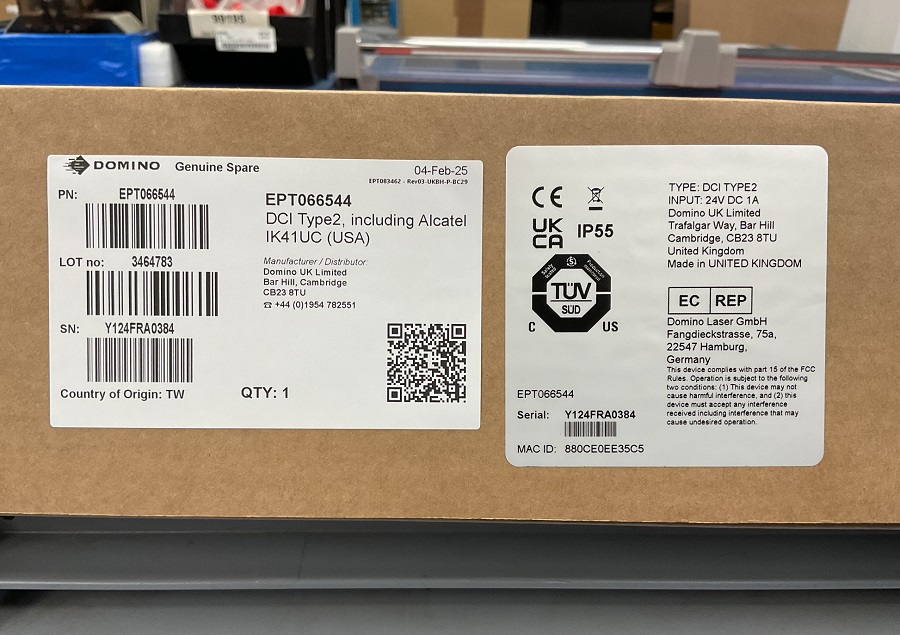 DOMINO Genuine Spare
04-Feb-25
EPT083462 - Rev03-UKBH-P-BC29
PN: EPT066544
EPT066544
DCI Type2, including Alcatel
IK41UC (USA)
LOT no: 3464783
Manufacturer / Distributor:
Domino UK Limited
Bar Hill, Cambridge
CB23 8TU
☎ +44 (0)1954 782551
SN: Y124FRA0384
Country of Origin: TW
QTY: 1
CE
UK
CA
IP55
TÜV
SÜD
C US
TYPE: DCI TYPE2
INPUT: 24V DC 1A
Domino UK Limited
Trafalgar Way, Bar Hill
Cambridge, CB23 8TU
United Kingdom
Made in UNITED KINGDOM
EC REP
Domino Laser GmbH
Fangdieckstrasse, 75a,
22547 Hamburg,
Germany
This device complies with part 15 of the FCC
Rules. Operation is subject to the following
two conditions: (1) This device may not
cause harmful interference, and (2) this
device must accept any interference
received including interference that may
cause undesired operation.
EPT066544
Serial: Y124FRA0384
MAC ID: 880CE0EE35C5